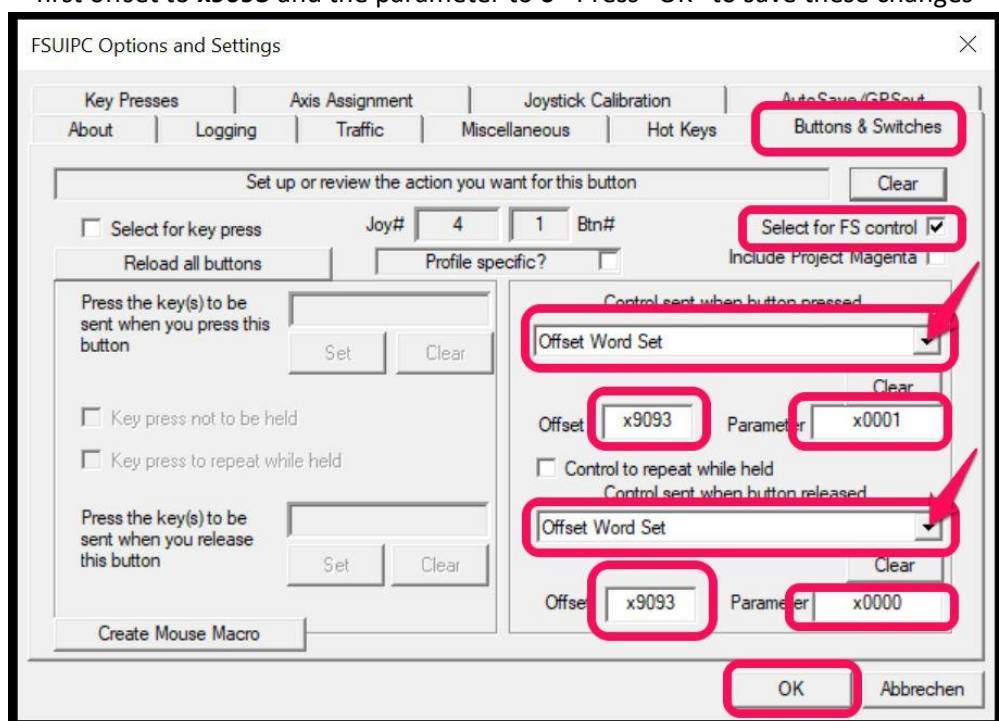 first offset to x9093 and the parameter to 0 Press "OK" to save these changes
FSUIPC Options and Settings
Key Presses Axis Assignment Joystick Calibration AutoSave/GPSout
About Logging Traffic Miscellaneous Hot Keys Buttons & Switches
Set up or review the action you want for this button Clear
Select for key press Joy# 4 1 Btn# Select for FS control
Reload all buttons Profile specific? Include Project Magenta
Press the key(s) to be
sent when you press this
button
Set Clear
Key press not to be held
Key press to repeat while held
Press the key(s) to be
sent when you release
this button
Set Clear
Create Mouse Macro
Control sent when button pressed
Offset Word Set
Clear
Offset x9093 Parameter x0001
Control to repeat while held
Control sent when button released
Offset Word Set
Clear
Offset x9093 Parameter x0000
OK Abbrechen